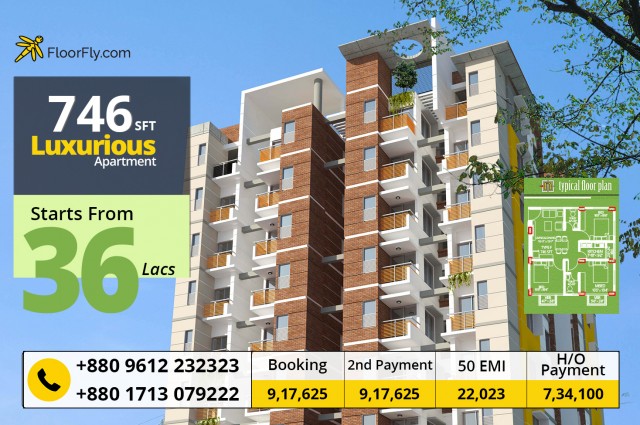 FloorFly.com
746 SFT
Luxurious
Apartment
Starts From
36 Lacs
typical floor plan
+880 9612 232323
+880 1713 079222
Booking
9,17,625
2nd Payment
9,17,625
50 EMI
22,023
H/O
Payment
7,34,100